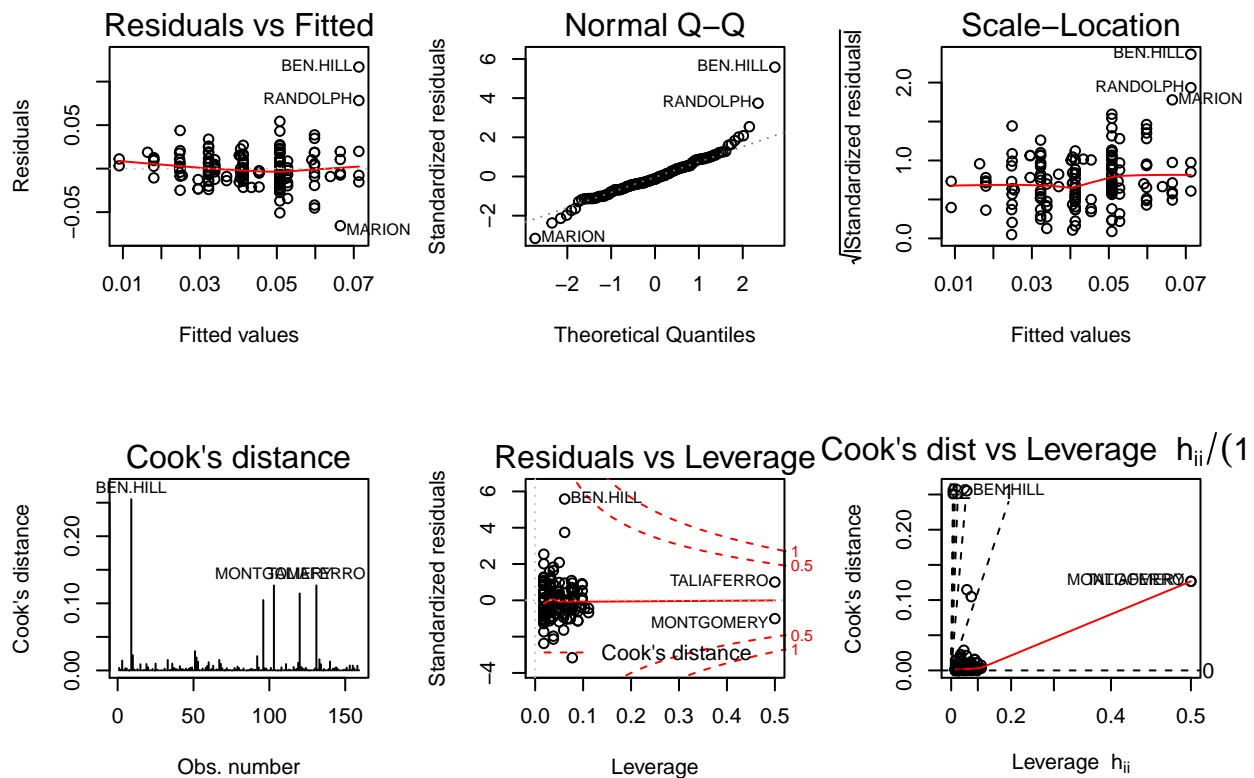 Residuals vs Fitted
Residuals
0.05
−0.05
BEN.HILL
RANDOLPH
MARION
0.01 0.03 0.05 0.07
Fitted values
Normal Q−Q
Standardized residuals
6
4
2
0
−2
BEN.HILL
RANDOLPH
MARION
−2 −1 0 1 2
Theoretical Quantiles
Scale−Location
√|Standardized residuals|
2.0
1.0
0.0
BEN.HILL
RANDOLPH
MARION
0.01 0.03 0.05 0.07
Fitted values
Cook's distance
Cook's distance
0.20
0.10
0.00
BEN.HILL
MONTGOMERY
TALIAFERRO
0 50 100 150
Obs. number
Residuals vs Leverage
Standardized residuals
6
4
2
0
−4
BEN.HILL
TALIAFERRO
MONTGOMERY
1
0.5
0.5
1
Cook's distance
0.0 0.1 0.2 0.3 0.4 0.5
Leverage
Cook's dist vs Leverage h_ii/(1
Cook's distance
0.20
0.10
0.00
BEN.HILL
MONTGOMERY
TALIAFERRO
1
0
0 0.2 0.4 0.5
Leverage h_ii